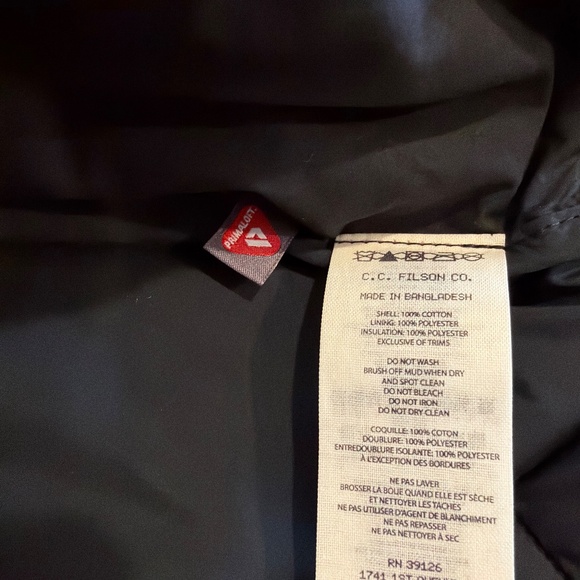 PRIMALOFT
C.C. FILSON CO.
MADE IN BANGLADESH
SHELL: 100% COTTON
LINING: 100% POLYESTER
INSULATION: 100% POLYESTER
EXCLUSIVE OF TRIMS
DO NOT WASH
BRUSH OFF MUD WHEN DRY
AND SPOT CLEAN
DO NOT BLEACH
DO NOT IRON
DO NOT DRY CLEAN
COQUILLE: 100% COTTON
DOUBLURE: 100% POLYESTER
ENTREDOUBLURE ISOLANTE: 100% POLYESTER
À L'EXCEPTION DES BORDURES
NE PAS LAVER
BROSSER LA BOUE QUAND ELLE EST SÈCHE
ET NETTOYER LES TACHES
NE PAS UTILISER D'AGENT DE BLANCHIMENT
NE PAS REPASSER
NE PAS NETTOYER À SEC
RN 39126
1741 1ST